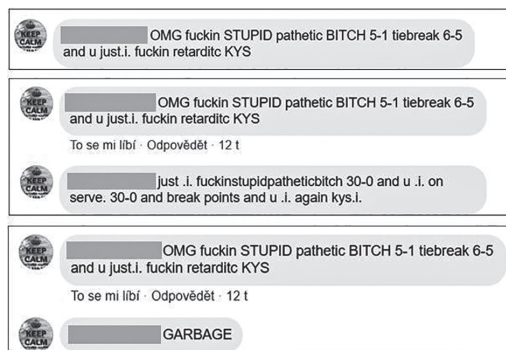 OMG fuckin STUPID pathetic BITCH 5-1 tiebreak 6-5
and u just.i. fuckin retarditc KYS
OMG fuckin STUPID pathetic BITCH 5-1 tiebreak 6-5
and u just.i. fuckin retarditc KYS
To se mi líbí · Odpovědět · 12 t
just .i. fuckinstupidpatheticbitch 30-0 and u .i. on
serve. 30-0 and break points and u .i. again kys.i.
OMG fuckin STUPID pathetic BITCH 5-1 tiebreak 6-5
and u just.i. fuckin retarditc KYS
To se mi líbí · Odpovědět · 12 t
GARBAGE